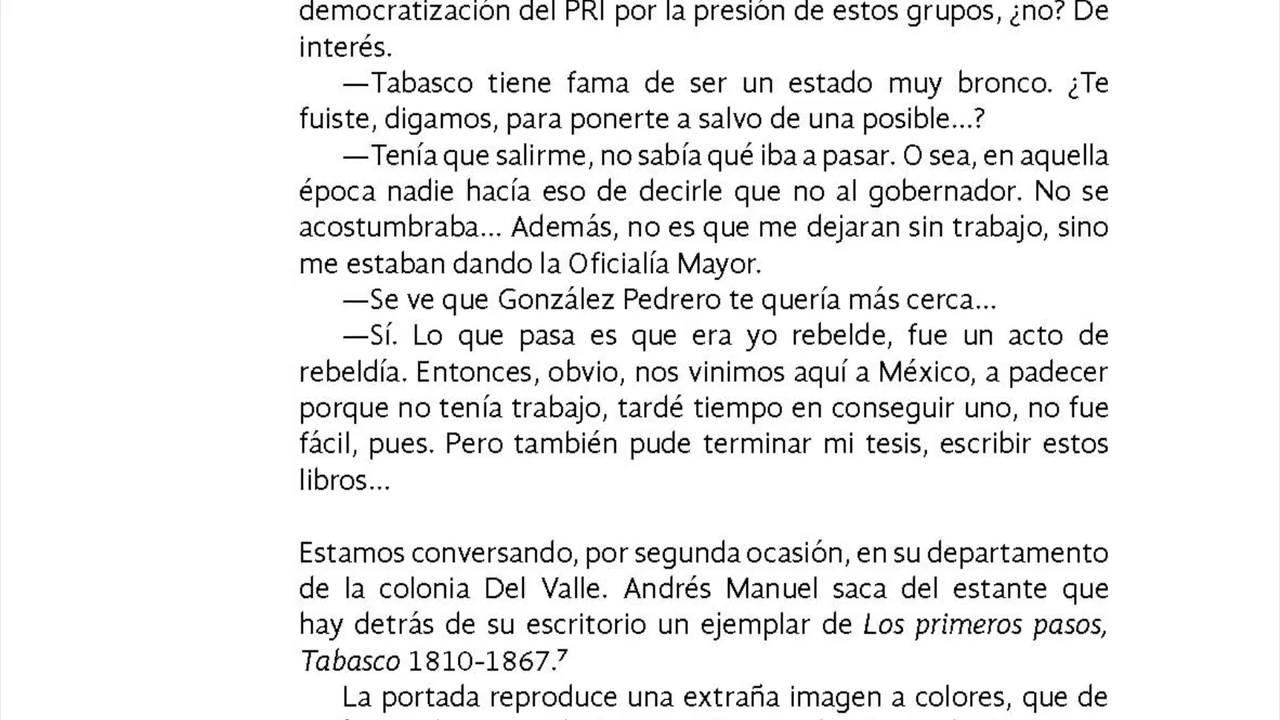 democratización del PRI por la presión de estos grupos, ¿no? De
interés.
—Tabasco tiene fama de ser un estado muy bronco. ¿Te
fuiste, digamos, para ponerte a salvo de una posible...?
—Tenía que salirme, no sabía qué iba a pasar. O sea, en aquella
época nadie hacía eso de decirle que no al gobernador. No se
acostumbraba... Además, no es que me dejaran sin trabajo, sino
me estaban dando la Oficialía Mayor.
—Se ve que González Pedrero te quería más cerca...
—Sí. Lo que pasa es que era yo rebelde, fue un acto de
rebeldía. Entonces, obvio, nos vinimos aquí a México, a padecer
porque no tenía trabajo, tardé tiempo en conseguir uno, no fue
fácil, pues. Pero también pude terminar mi tesis, escribir estos
libros...
Estamos conversando, por segunda ocasión, en su departamento
de la colonia Del Valle. Andrés Manuel saca del estante que
hay detrás de su escritorio un ejemplar de Los primeros pasos,
Tabasco 1810-1867.⁷
La portada reproduce una extraña imagen a colores, que de